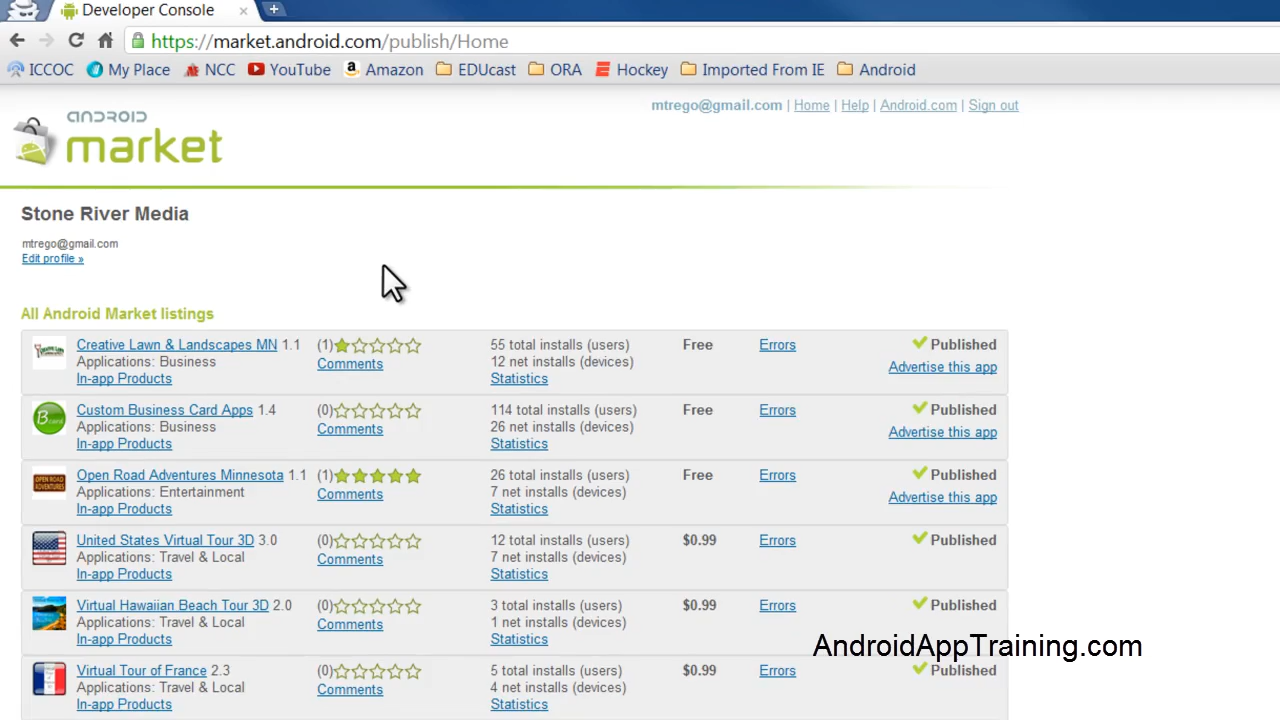 Developer Console
https://market.android.com/publish/Home
ICCOC My Place NCC YouTube Amazon EDUcast ORA Hockey Imported From IE Android
mtrego@gmail.com | Home | Help | Android.com | Sign out
android
market
Stone River Media
mtrego@gmail.com
Edit profile »
All Android Market listings
Creative Lawn & Landscapes MN 1.1 (1) 55 total installs (users) Free Errors Published
Applications: Business Comments 12 net installs (devices) Advertise this app
In-app Products Statistics
Custom Business Card Apps 1.4 (0) 114 total installs (users) Free Errors Published
Applications: Business Comments 26 net installs (devices) Advertise this app
In-app Products Statistics
Open Road Adventures Minnesota 1.1 (1) 26 total installs (users) Free Errors Published
Applications: Entertainment Comments 7 net installs (devices) Advertise this app
In-app Products Statistics
United States Virtual Tour 3D 3.0 (0) 12 total installs (users) $0.99 Errors Published
Applications: Travel & Local Comments 7 net installs (devices)
In-app Products Statistics
Virtual Hawaiian Beach Tour 3D 2.0 (0) 3 total installs (users) $0.99 Errors Published
Applications: Travel & Local Comments 1 net installs (devices)
In-app Products Statistics
AndroidAppTraining.com
Virtual Tour of France 2.3 (0) 5 total installs (users) $0.99 Errors Published
Applications: Travel & Local Comments 4 net installs (devices)
In-app Products Statistics